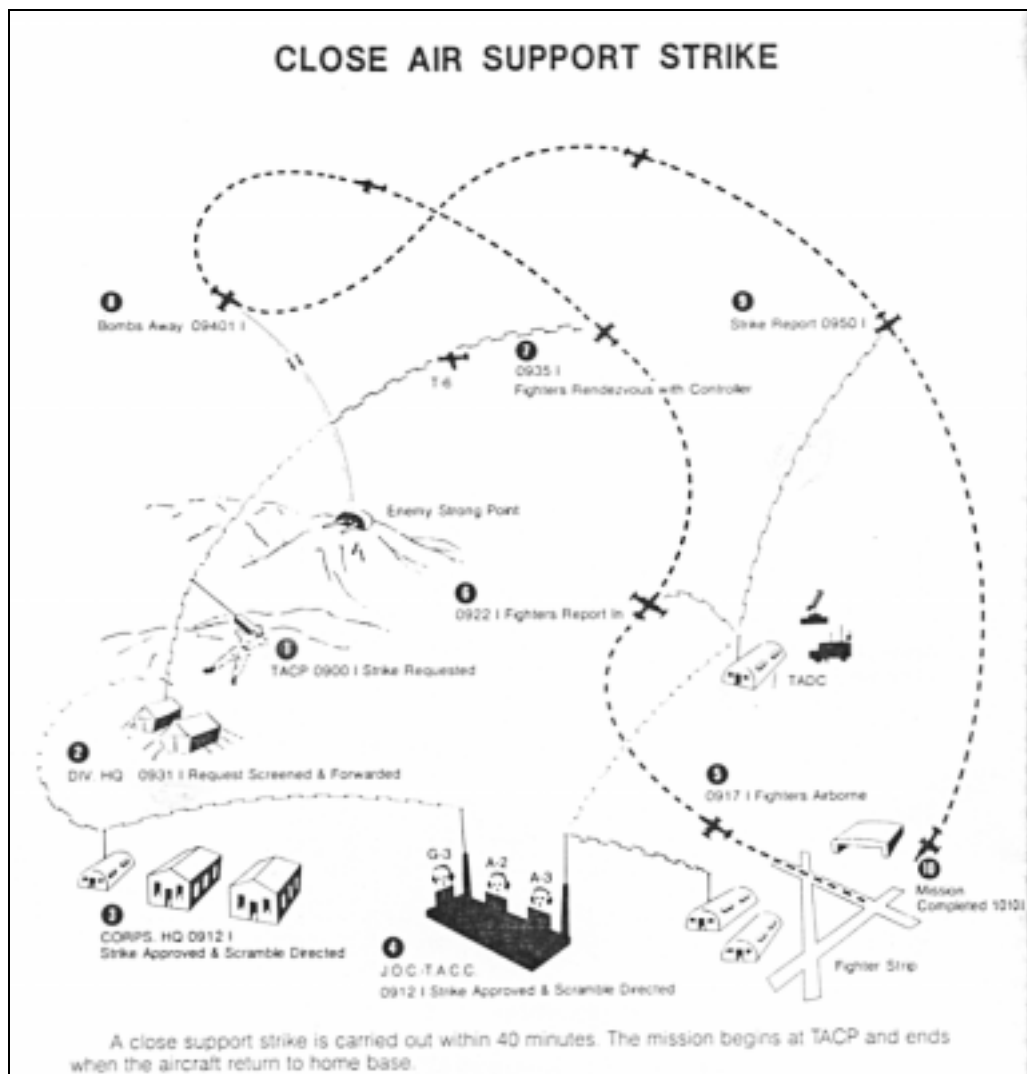 CLOSE AIR SUPPORT STRIKE
8
Bombs Away 09401 I
9
Strike Report 0950 I
T-6
7
0935 I
Fighters Rendezvous with Controller
Enemy Strong Point
6
0922 I Fighters Report In
1
TACP 0900 I Strike Requested
TADC
2
DIV. HQ 0931 I Request Screened & Forwarded
5
0917 I Fighters Airborne
G-3
A-2
A-3
10
Mission
Completed 1010I
3
CORPS. HQ 0912 I
Strike Approved & Scramble Directed
4
J.O.C.-T.A.C.C.
0912 I Strike Approved & Scramble Directed
Fighter Strip
A close support strike is carried out within 40 minutes. The mission begins at TACP and ends
when the aircraft return to home base.